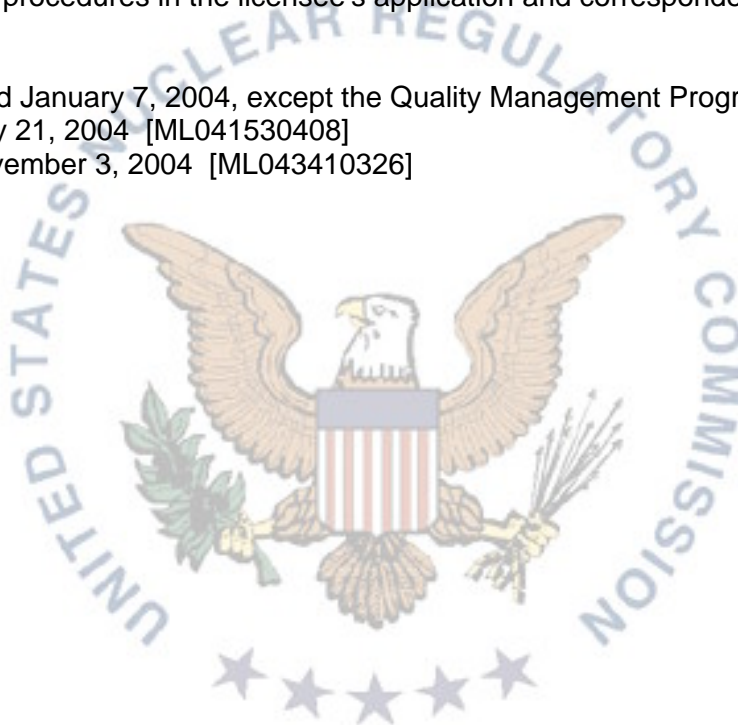 procedures in the licensee's application and corresponde
d January 7, 2004, except the Quality Management Progr
y 21, 2004 [ML041530408]
vember 3, 2004 [ML043410326]
UNITED STATES NUCLEAR REGULATORY COMMISSION